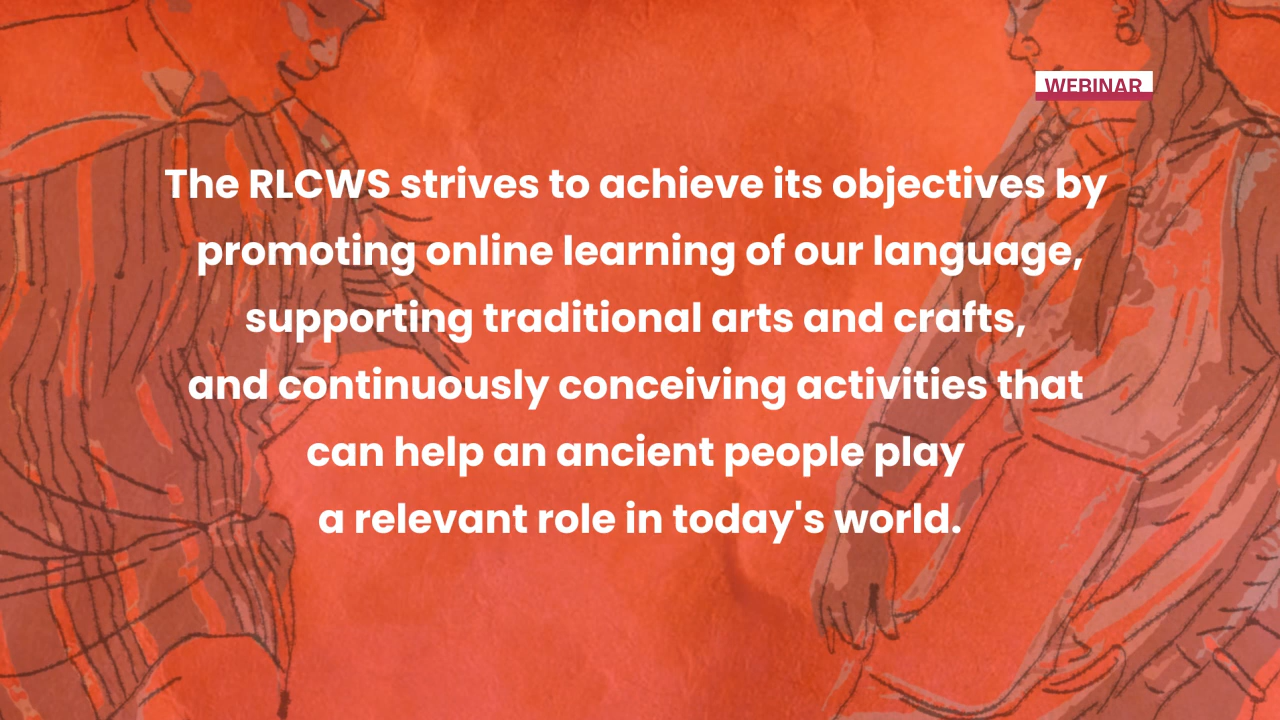 WEBINAR
The RLCWS strives to achieve its objectives by
promoting online learning of our language,
supporting traditional arts and crafts,
and continuously conceiving activities that
can help an ancient people play
a relevant role in today's world.